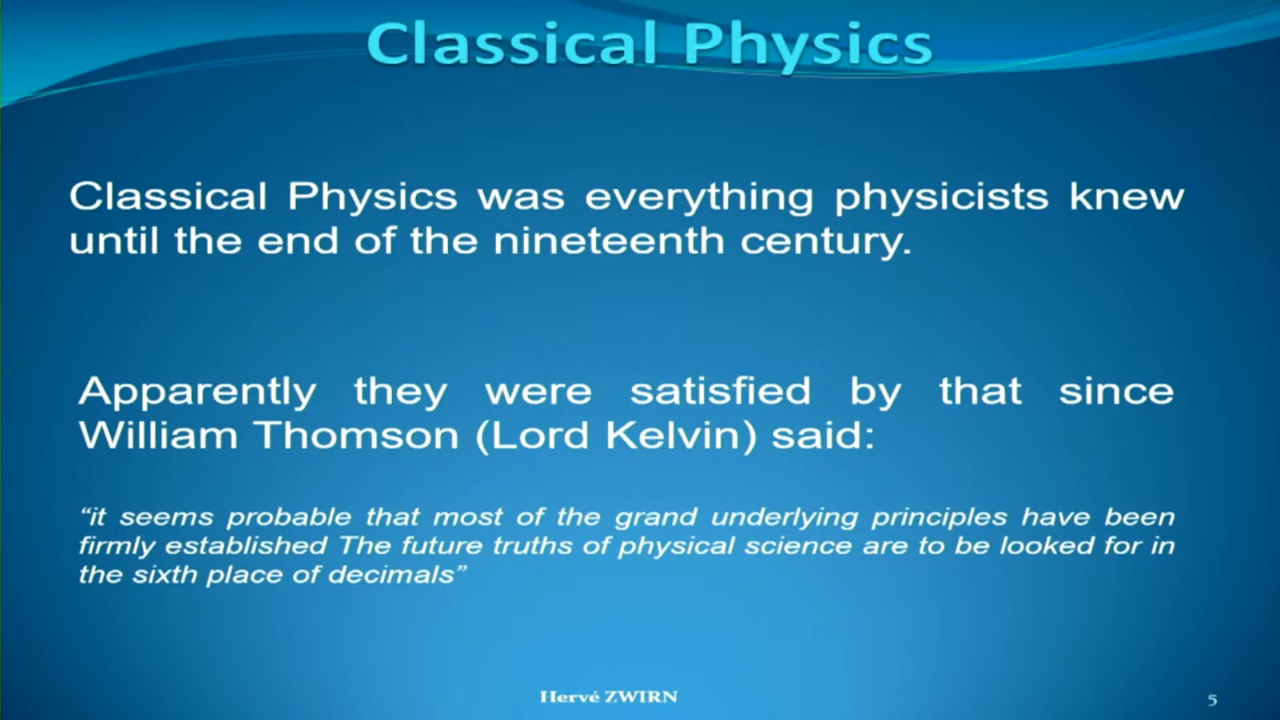 Classical Physics
Classical Physics was everything physicists knew
until the end of the nineteenth century.
Apparently they were satisfied by that since
William Thomson (Lord Kelvin) said:
“it seems probable that most of the grand underlying principles have been
firmly established The future truths of physical science are to be looked for in
the sixth place of decimals”
Hervé ZWIRN
5